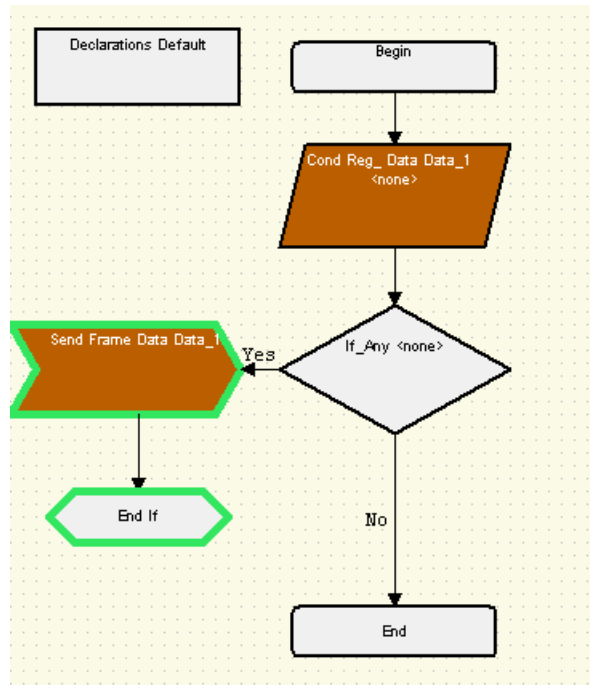 Declarations Default
Begin
Cond Reg_ Data Data_1
<none>
If_Any <none>
Yes
Send Frame Data Data_1
End If
No
End